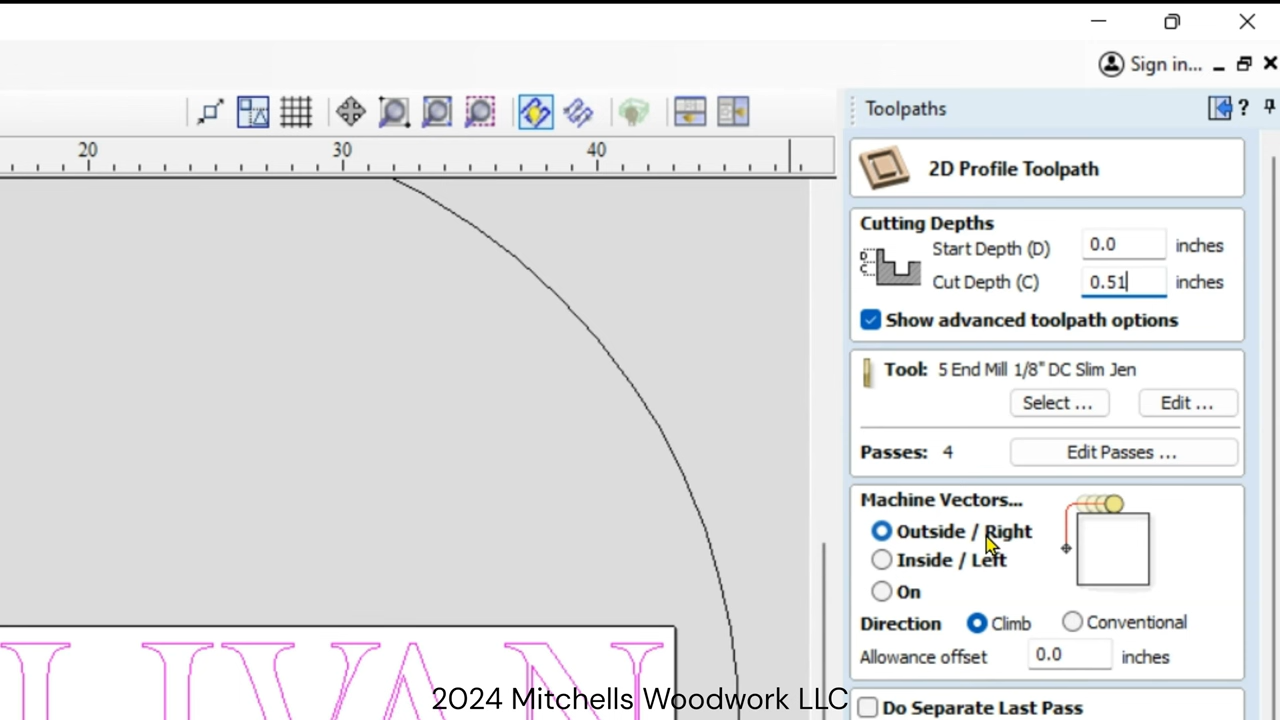 Sign in...
Toolpaths
?
20 30 40
2D Profile Toolpath
Cutting Depths
Start Depth (D) 0.0 inches
D
C
Cut Depth (C) 0.51 inches
Show advanced toolpath options
Tool: 5 End Mill 1/8" DC Slim Jen
Select ... Edit ...
Passes: 4 Edit Passes ...
Machine Vectors...
Outside / Right
Inside / Left
On
Direction Climb Conventional
Allowance offset 0.0 inches
LIVAN
2024 Mitchells Woodwork LLC
Do Separate Last Pass